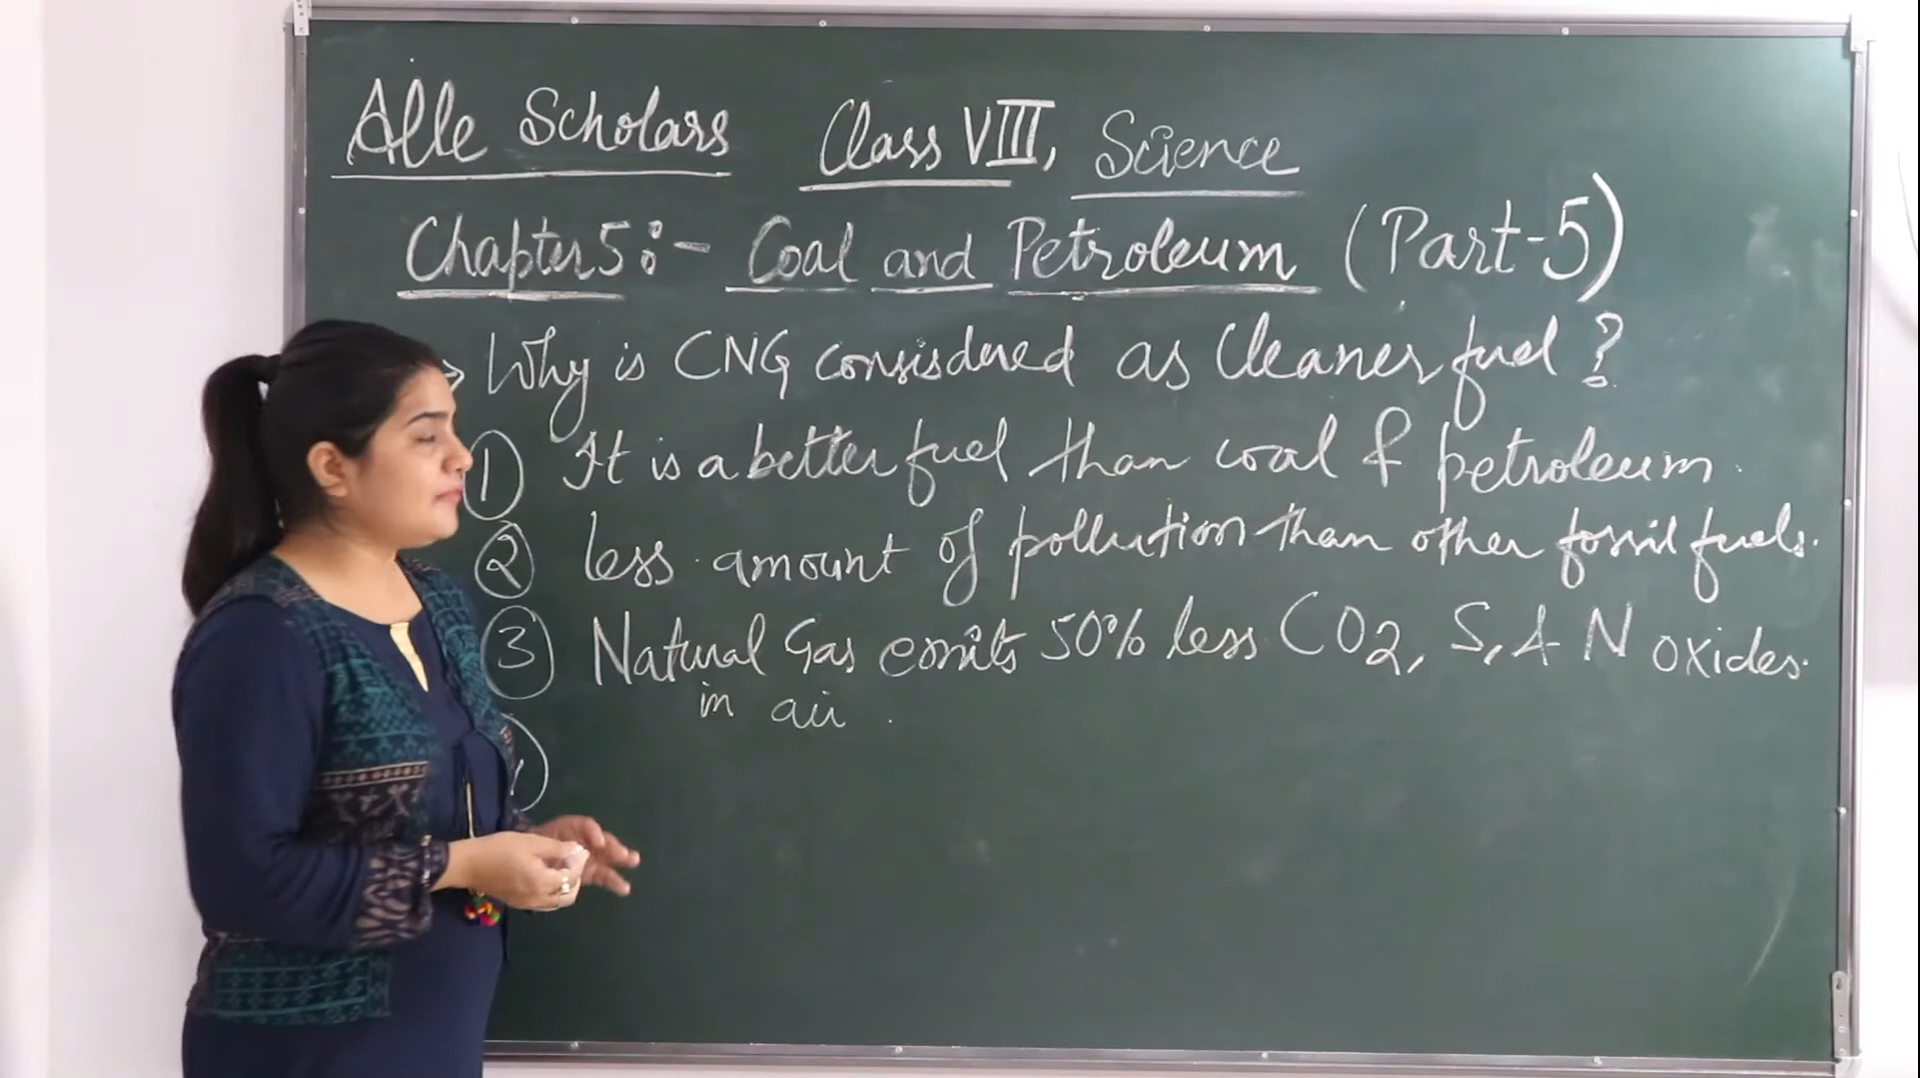 Alle Scholars Class VIII, Science
Chapter 5:- Coal and Petroleum (Part-5)
> Why is CNG consisdered as Cleaner fuel ?
① It is a better fuel than coal & petroleum.
② less amount of pollution than other fossil fuels.
③ Natural Gas emits 50% less CO2, S, & N oxides.
in air.